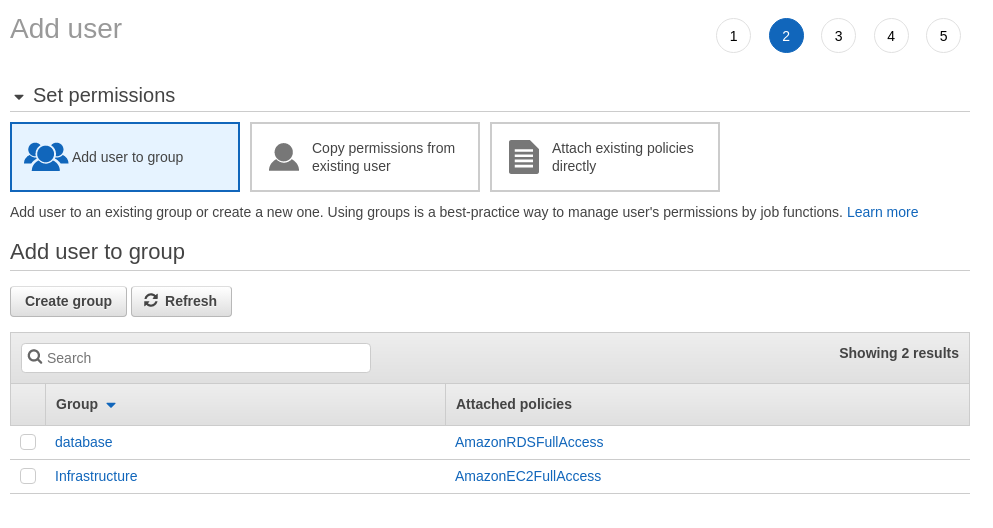 Add user
1 2 3 4 5
Set permissions
Add user to group
Copy permissions from
existing user
Attach existing policies
directly
Add user to an existing group or create a new one. Using groups is a best-practice way to manage user's permissions by job functions. Learn more
Add user to group
Create group Refresh
Search Showing 2 results
Group Attached policies
database AmazonRDSFullAccess
Infrastructure AmazonEC2FullAccess